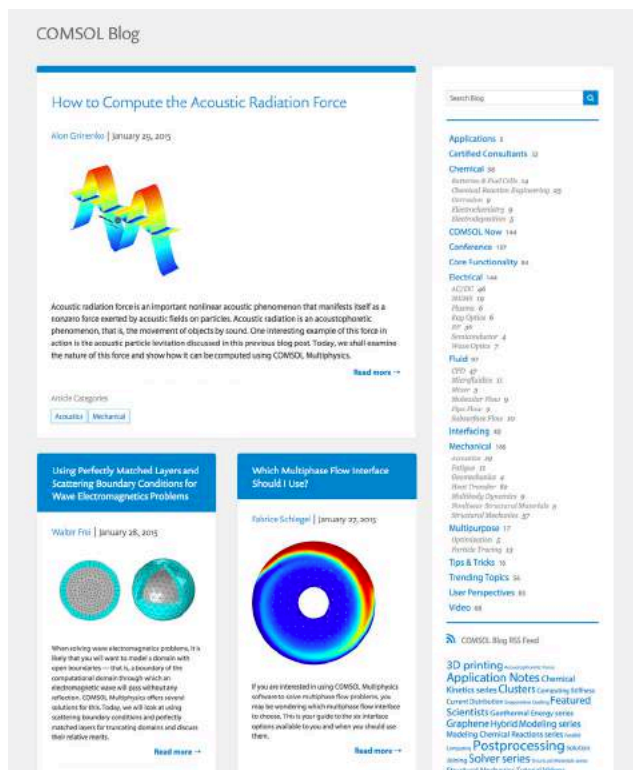 COMSOL Blog
How to Compute the Acoustic Radiation Force
| January 29, 2015
Acoustic radiation force is an important nonlinear acoustic phenomenon that manifests itself as a
nonzero force exerted by acoustic fields on particles. Acoustic radiation is an acoustophoretic
phenomenon, that is, the movement of objects by sound. One interesting example of this force in
action is the acoustic particle levitation discussed in this previous blog post. Today, we shall examine
the nature of this force and show how it can be computed using COMSOL Multiphysics.
Read more →
Article Categories
Acoustics
Mechanical
Using Perfectly Matched Layers and
Scattering Boundary Conditions for
Wave Electromagnetics Problems
Walter Frei | January 28, 2015
When solving wave electromagnetics problems, it is
likely that you will want to model a domain with
open boundaries — that is, a boundary of the
computational domain through which an
electromagnetic wave will pass without any
reflection. COMSOL Multiphysics offers several
solutions for this. Today, we will look at using
scattering boundary conditions and perfectly
matched layers for truncating domains and discuss
their relative merits.
Read more →
Which Multiphase Flow Interface
Should I Use?
Fabrice Schlegel | January 27, 2015
If you are interested in using COMSOL Multiphysics
software to solve multiphase flow problems, you
may be wondering which multiphase flow interface
to choose. This is your guide to the six interface
options available to you and when you should use
them.
Read more →
Search Blog
Applications
Certified Consultants
Chemical
Batteries & Fuel Cells
Chemical Reaction Engineering
Corrosion
Electrochemistry
Electrodeposition
COMSOL Now 144
Conference
Core Functionality
Electrical 144
AC/DC
MEMS
Plasma
Ray Optics
RF
Semiconductor
Wave Optics
Fluid
CFD
Microfluidics
Mixer
Molecular Flow
Pipe Flow
Subsurface Flow
Interfacing
Mechanical
Acoustics
Fatigue
Geomechanics
Heat Transfer
Multibody Dynamics
Nonlinear Structural Materials
Structural Mechanics
Multipurpose 17
Optimization
Particle Tracing
Tips & Tricks
Trending Topics
User Perspectives
Video
COMSOL Blog RSS Feed
3D printing
Application Notes Chemical
Kinetics series Clusters Computing Stiffness
Current Distribution Featured
Scientists Geothermal Energy series
Graphene Hybrid Modeling series
Modeling Chemical Reactions series
Postprocessing
Solver series